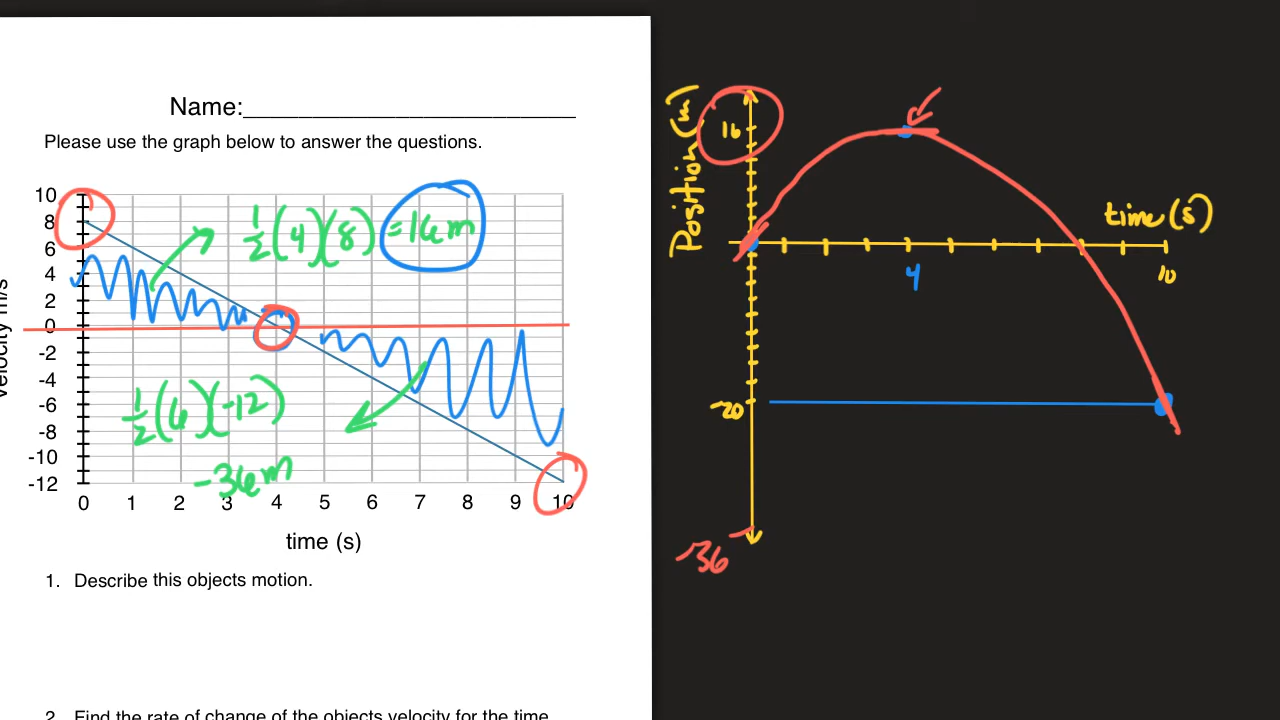 Name:
Please use the graph below to answer the questions.
10
8
6
4
2
0
-2
-4
-6
-8
-10
-12
velocity m/s
½(4)(8) = 16m
½(6)(-12)
-36m
0 1 2 3 4 5 6 7 8 9 10
time (s)
1. Describe this objects motion.
2. Find the rate of change of the objects velocity for the time
Position (m)
16
time (s)
4
10
-20
-36